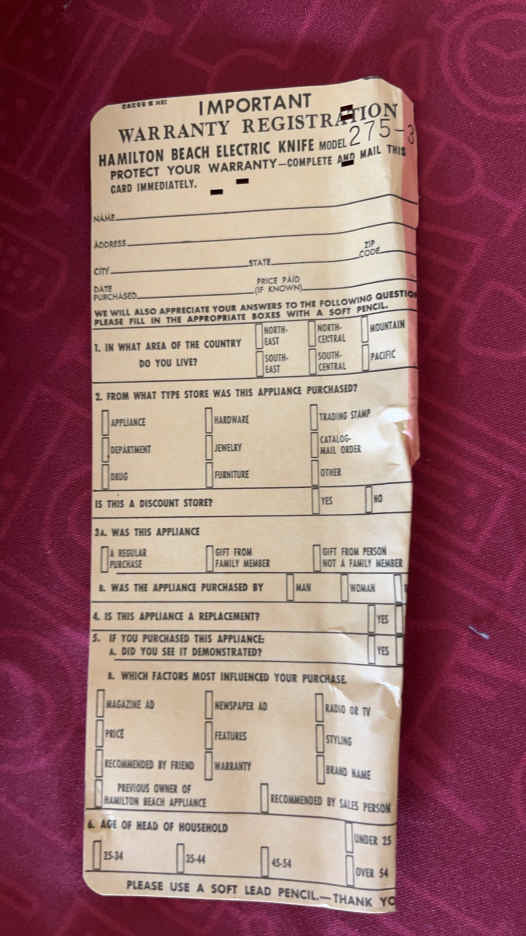 IMPORTANT
WARRANTY REGISTRATION
HAMILTON BEACH ELECTRIC KNIFE MODEL 275-3
PROTECT YOUR WARRANTY—COMPLETE AND MAIL THIS
CARD IMMEDIATELY.
NAME
ADDRESS ZIP
CITY STATE CODE
DATE PRICE PAID
PURCHASED (IF KNOWN)
WE WILL ALSO APPRECIATE YOUR ANSWERS TO THE FOLLOWING QUESTIO
PLEASE FILL IN THE APPROPRIATE BOXES WITH A SOFT PENCIL.
1. IN WHAT AREA OF THE COUNTRY
DO YOU LIVE?
NORTH-
EAST
NORTH-
CENTRAL
MOUNTAIN
SOUTH-
EAST
SOUTH-
CENTRAL
PACIFIC
2. FROM WHAT TYPE STORE WAS THIS APPLIANCE PURCHASED?
APPLIANCE HARDWARE TRADING STAMP
DEPARTMENT JEWELRY CATALOG-
MAIL ORDER
DRUG FURNITURE OTHER
IS THIS A DISCOUNT STORE? YES NO
3A. WAS THIS APPLIANCE
A REGULAR
PURCHASE
GIFT FROM
FAMILY MEMBER
GIFT FROM PERSON
NOT A FAMILY MEMBER
B. WAS THE APPLIANCE PURCHASED BY MAN WOMAN
4. IS THIS APPLIANCE A REPLACEMENT? YES
5. IF YOU PURCHASED THIS APPLIANCE:
A. DID YOU SEE IT DEMONSTRATED? YES
B. WHICH FACTORS MOST INFLUENCED YOUR PURCHASE.
MAGAZINE AD NEWSPAPER AD RADIO OR TV
PRICE FEATURES STYLING
RECOMMENDED BY FRIEND WARRANTY BRAND NAME
PREVIOUS OWNER OF
HAMILTON BEACH APPLIANCE
RECOMMENDED BY SALES PERSON
6. AGE OF HEAD OF HOUSEHOLD UNDER 25
25-34 35-44 45-54 OVER 54
PLEASE USE A SOFT LEAD PENCIL.—THANK YO